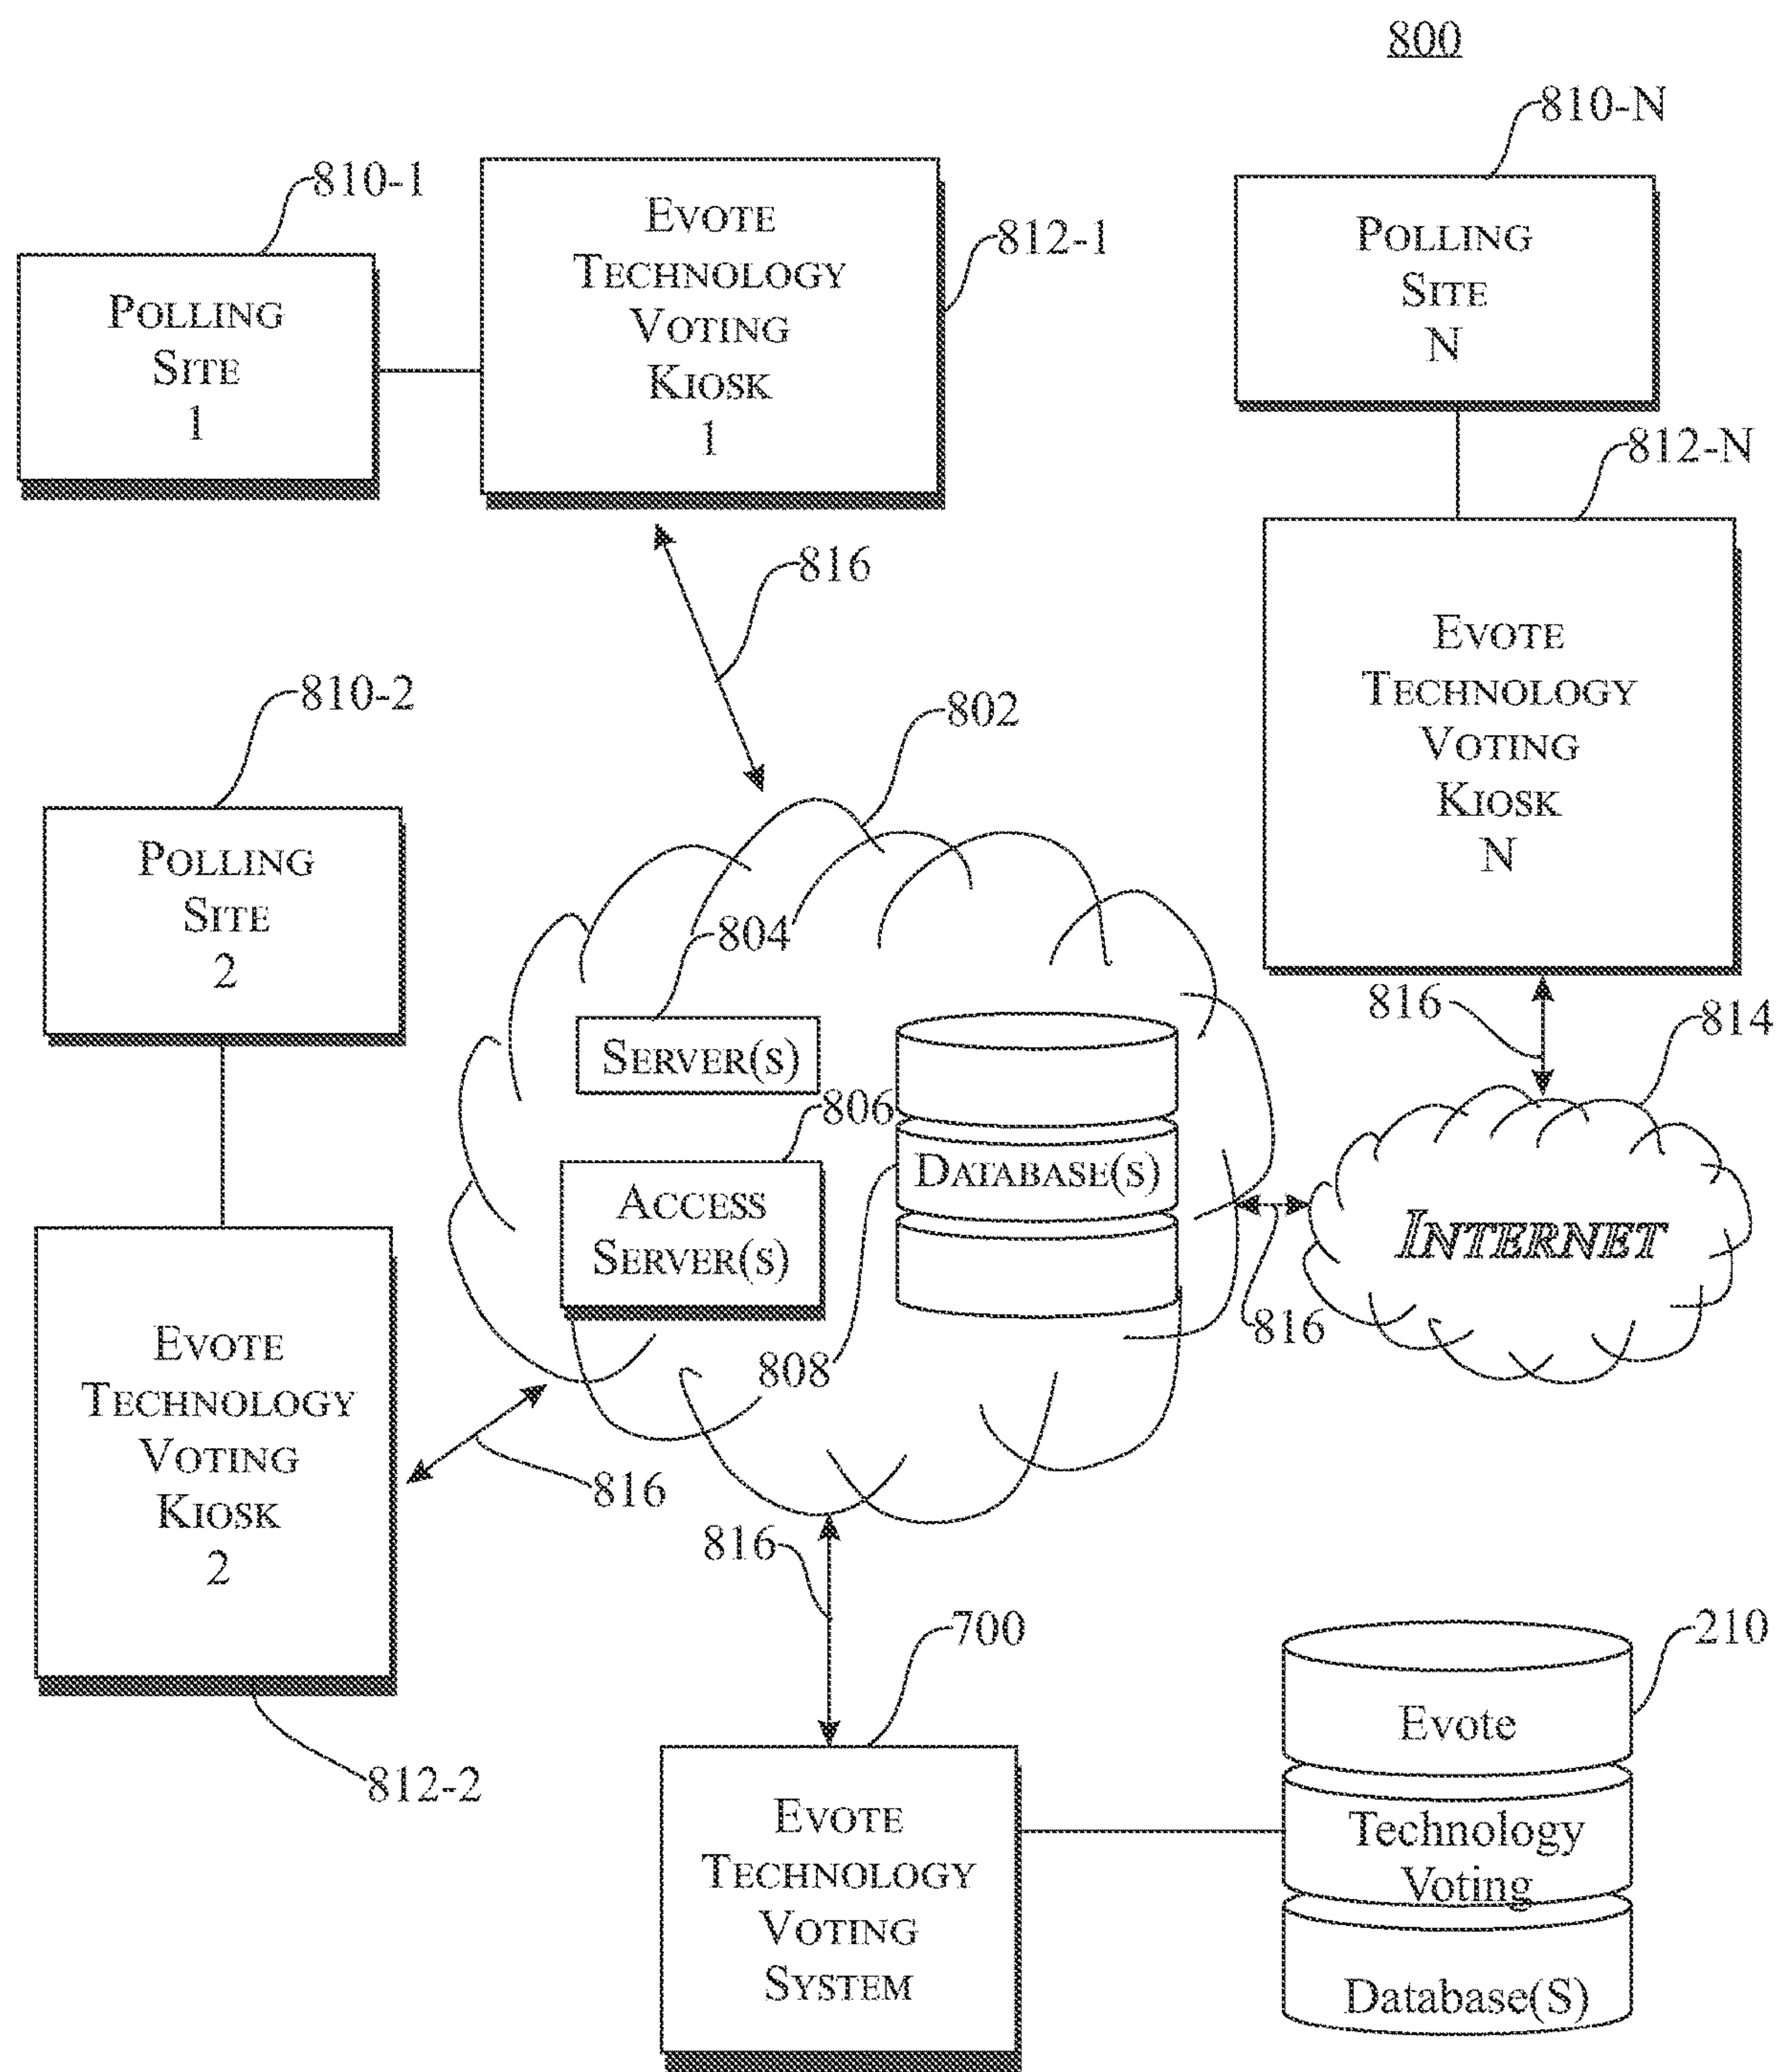 800
810-N
810-1
EVOTE
TECHNOLOGY
VOTING
KIOSK
1
812-1
POLLING
SITE
N
POLLING
SITE
1
812-N
816
EVOTE
TECHNOLOGY
VOTING
KIOSK
N
810-2
802
POLLING
SITE
2
804
SERVER(S)
816
814
806
ACCESS
SERVER(S)
DATABASE(S)
INTERNET
816
808
EVOTE
TECHNOLOGY
VOTING
KIOSK
2
816
816
812-2
700
210
EVOTE
TECHNOLOGY
VOTING
SYSTEM
Evote
Technology
Voting
Database(S)